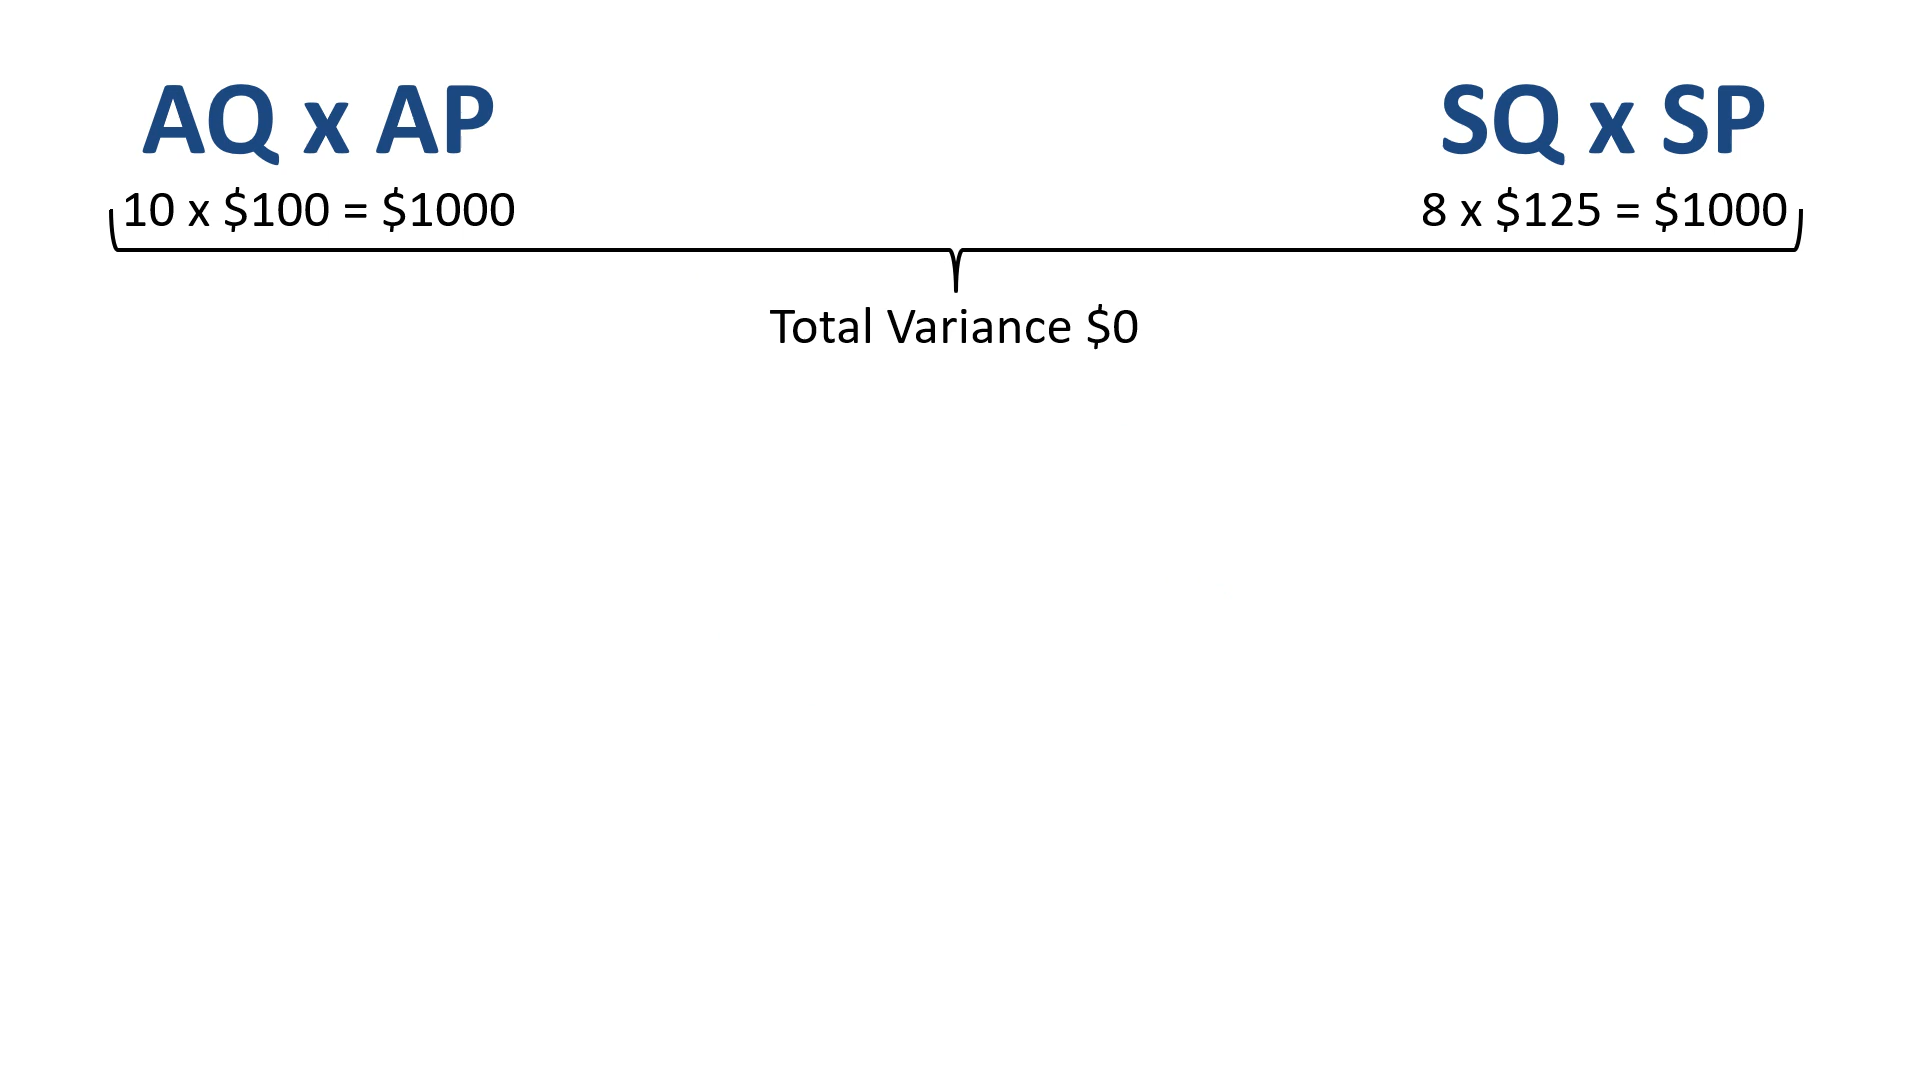 AQ x AP SQ x SP
10 x $100 = $1000 8 x $125 = $1000
Total Variance $0